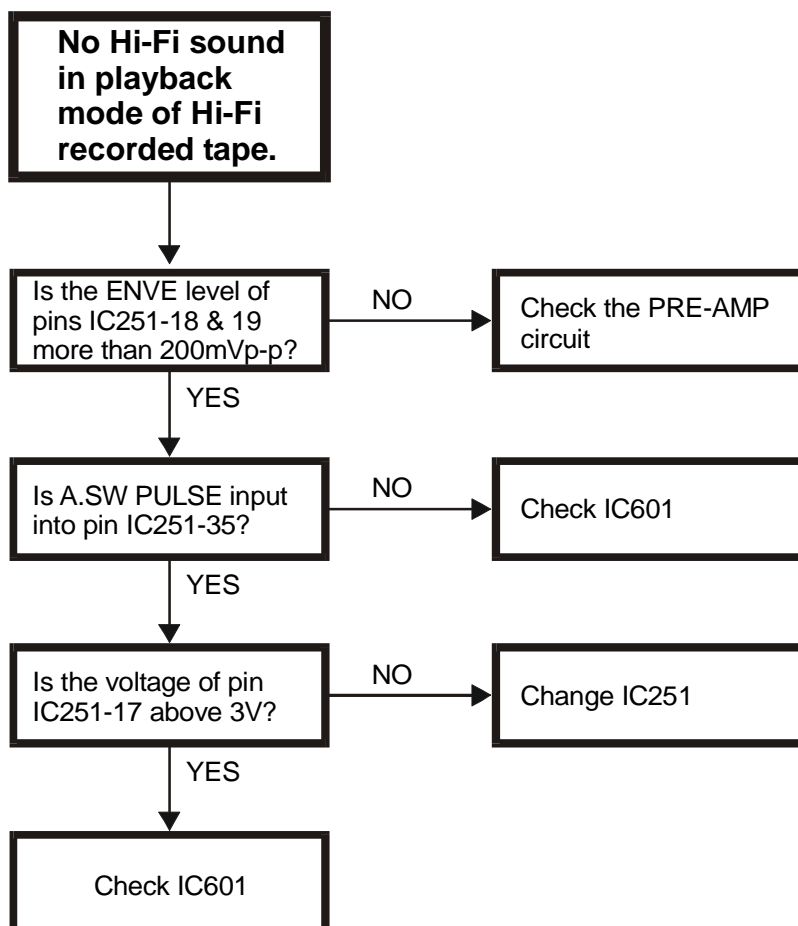 No Hi-Fi sound
in playback
mode of Hi-Fi
recorded tape.
Is the ENVE level of
pins IC251-18 & 19
more than 200mVp-p?
NO
Check the PRE-AMP
circuit
YES
Is A.SW PULSE input
into pin IC251-35?
NO
Check IC601
YES
Is the voltage of pin
IC251-17 above 3V?
NO
Change IC251
YES
Check IC601